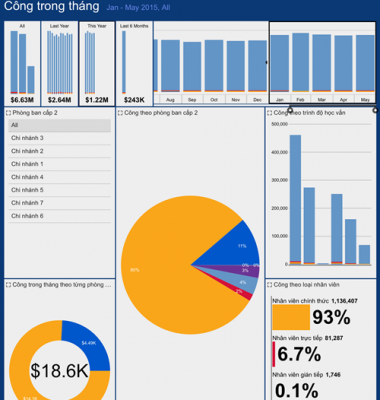 Công trong tháng Jan - May 2015, All
All Last Year This Year Last 6 Months
$6.63M $2.64M $1.22M $243K
Aug Sep Oct Nov Dec Jan Feb Mar Apr May
Phòng ban cấp 2
All
Chi nhánh 3
Chi nhánh 2
Chi nhánh 1
Chi nhánh 4
Chi nhánh 5
Chi nhánh 7
Chi nhánh 6
Công theo phòng ban cấp 2
11%
0%
3%
4%
Công theo trình độ học vấn
500,000
400,000
300,000
200,000
100,000
0
Công trong tháng theo từng phòng ...
$4.49K
$18.6K
Công theo loại nhân viên
Nhân viên chính thức 1,136,407
93%
Nhân viên trực tiếp 81,287
6.7%
Nhân viên gián tiếp 1,746
0.1%